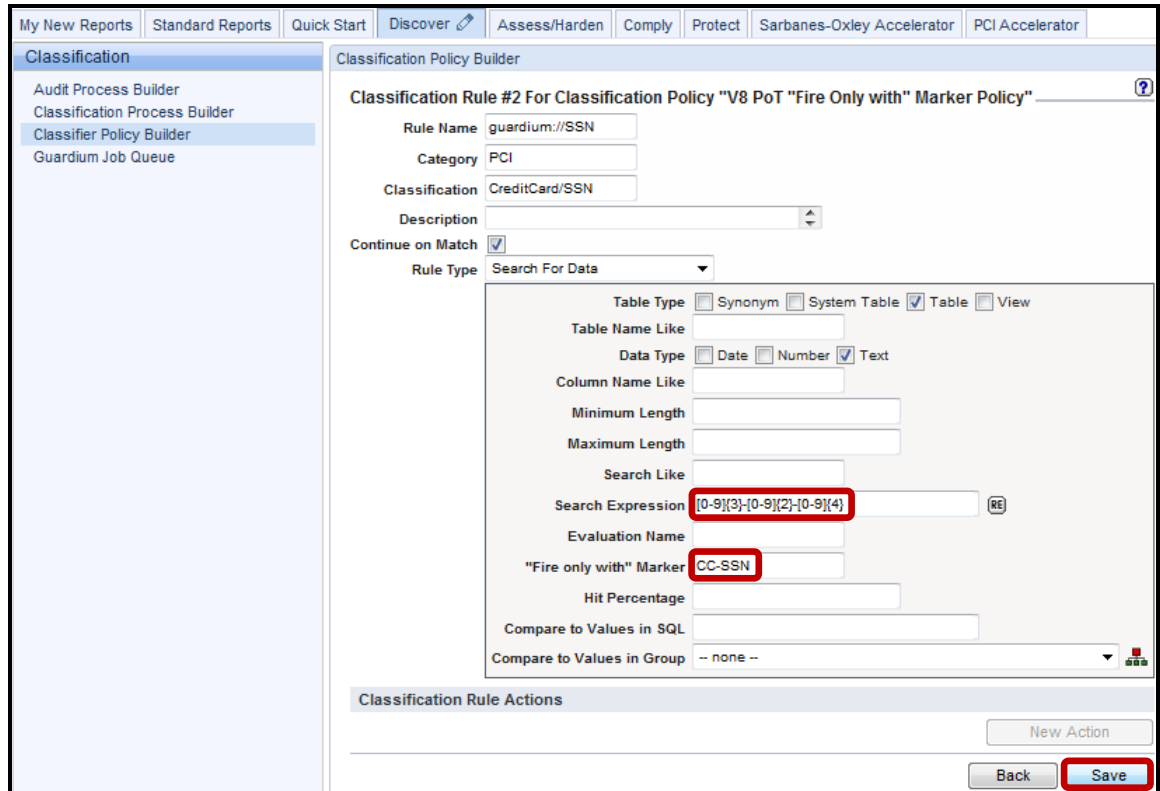 My New Reports Standard Reports Quick Start Discover Assess/Harden Comply Protect Sarbanes-Oxley Accelerator PCI Accelerator
Classification
Audit Process Builder
Classification Process Builder
Classifier Policy Builder
Guardium Job Queue
Classification Policy Builder
Classification Rule #2 For Classification Policy "V8 PoT "Fire Only with" Marker Policy" ?
Rule Name guardium://SSN
Category PCI
Classification CreditCard/SSN
Description
Continue on Match
Rule Type Search For Data
Table Type Synonym System Table Table View
Table Name Like
Data Type Date Number Text
Column Name Like
Minimum Length
Maximum Length
Search Like
Search Expression [0-9]{3}-[0-9]{2}-[0-9]{4} RE
Evaluation Name
"Fire only with" Marker CC-SSN
Hit Percentage
Compare to Values in SQL
Compare to Values in Group -- none --
Classification Rule Actions
New Action
Back Save